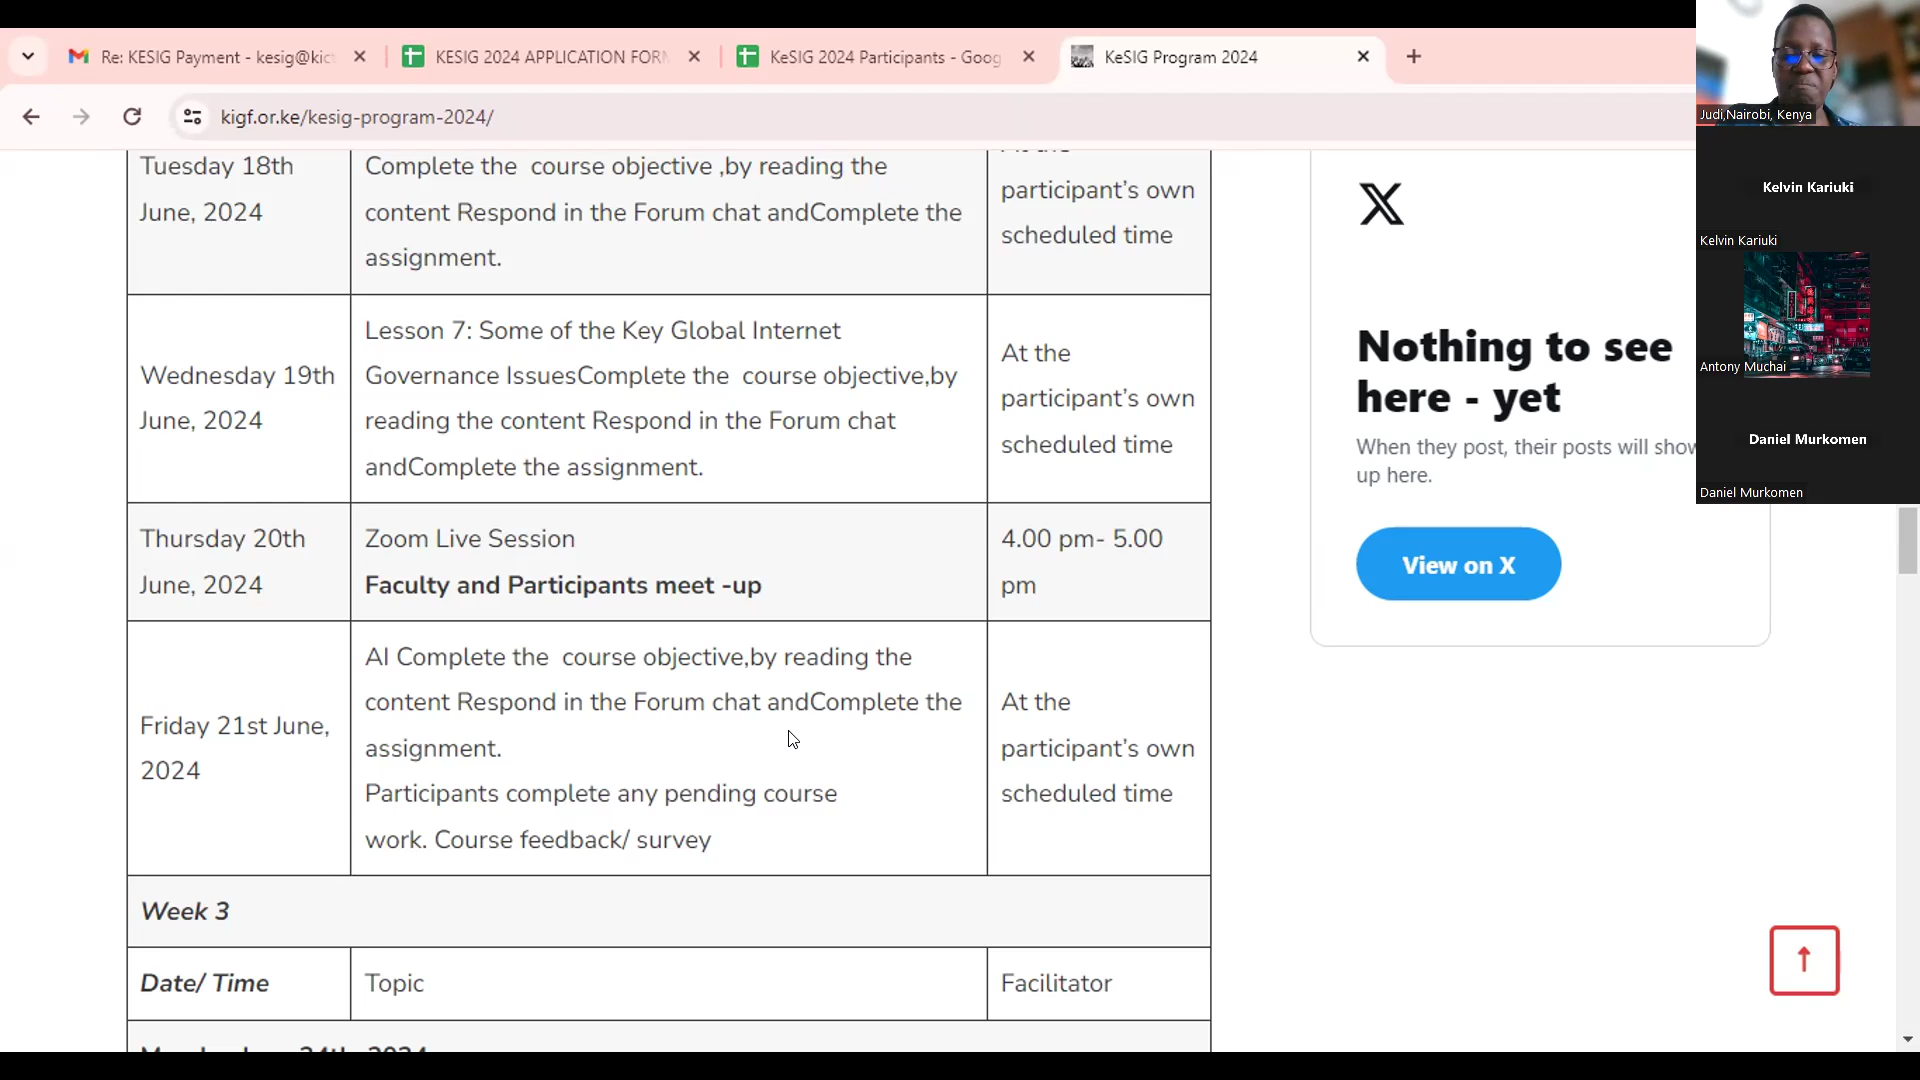 Re: KESIG Payment - kesig@kict
KESIG 2024 APPLICATION FORM
KeSIG 2024 Participants - Goog
KeSIG Program 2024
kigf.or.ke/kesig-program-2024/
Tuesday 18th
June, 2024
Complete the course objective ,by reading the
content Respond in the Forum chat andComplete the
assignment.
participant’s own
scheduled time
Wednesday 19th
June, 2024
Lesson 7: Some of the Key Global Internet
Governance IssuesComplete the course objective,by
reading the content Respond in the Forum chat
andComplete the assignment.
At the
participant’s own
scheduled time
Thursday 20th
June, 2024
Zoom Live Session
Faculty and Participants meet -up
4.00 pm- 5.00
pm
Friday 21st June,
2024
AI Complete the course objective,by reading the
content Respond in the Forum chat andComplete the
assignment.
Participants complete any pending course
work. Course feedback/ survey
At the
participant’s own
scheduled time
Week 3
Date/ Time
Topic
Facilitator
Nothing to see
here - yet
When they post, their posts will show
up here.
View on X
Judi,Nairobi, Kenya
Kelvin Kariuki
Kelvin Kariuki
Antony Muchai
Daniel Murkomen
Daniel Murkomen